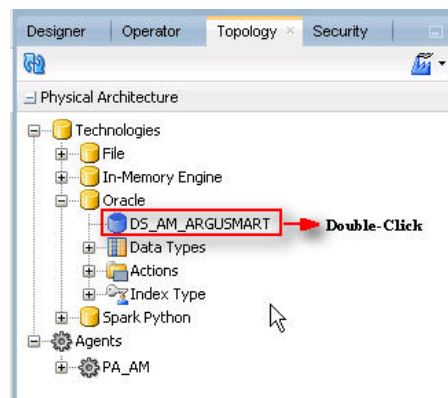 Designer Operator Topology Security
Physical Architecture
Technologies
File
In-Memory Engine
Oracle
DS_AM_ARGUSMART Double-Click
Data Types
Actions
Index Type
Spark Python
Agents
PA_AM